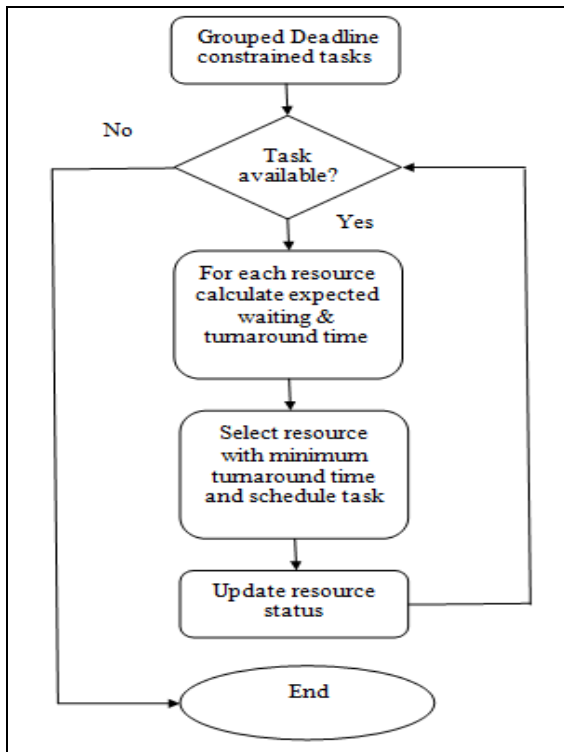 Grouped Deadline
constrained tasks
No
Task
available?
Yes
For each resource
calculate expected
waiting &
turnaround time
Select resource
with minimum
turnaround time
and schedule task
Update resource
status
End